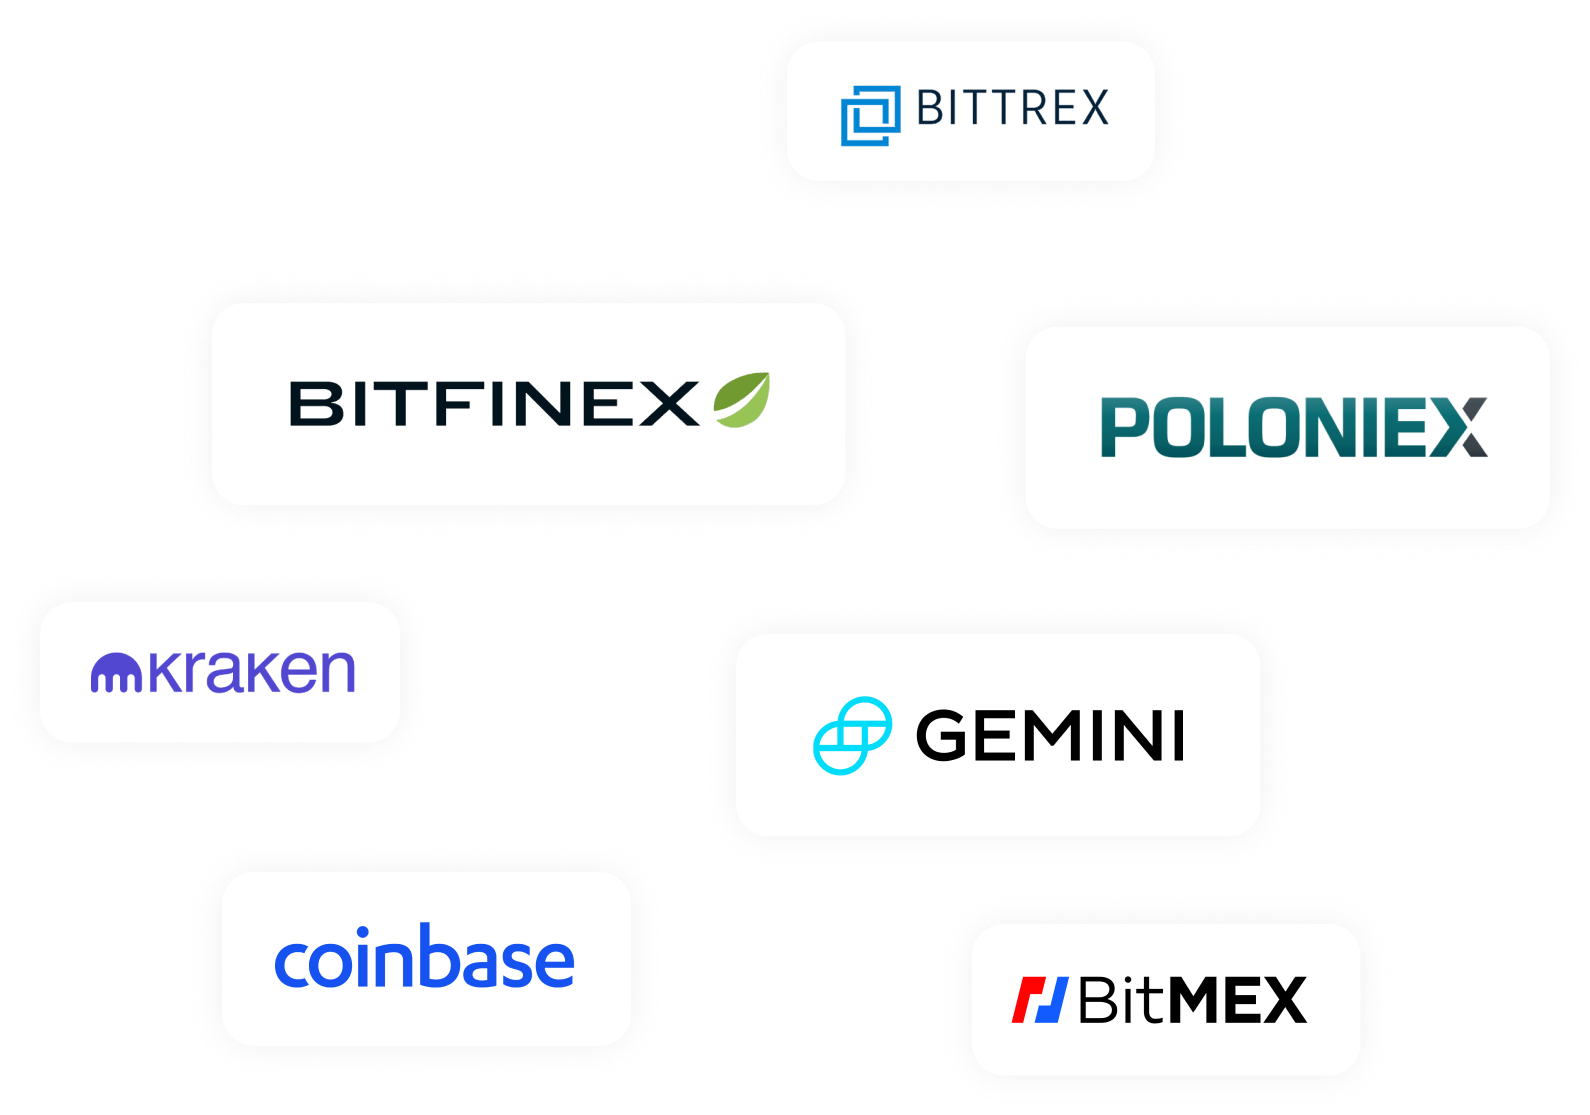 BITTREX
BITFINEX
POLONIEX
kraken
GEMINI
coinbase
BitMEX